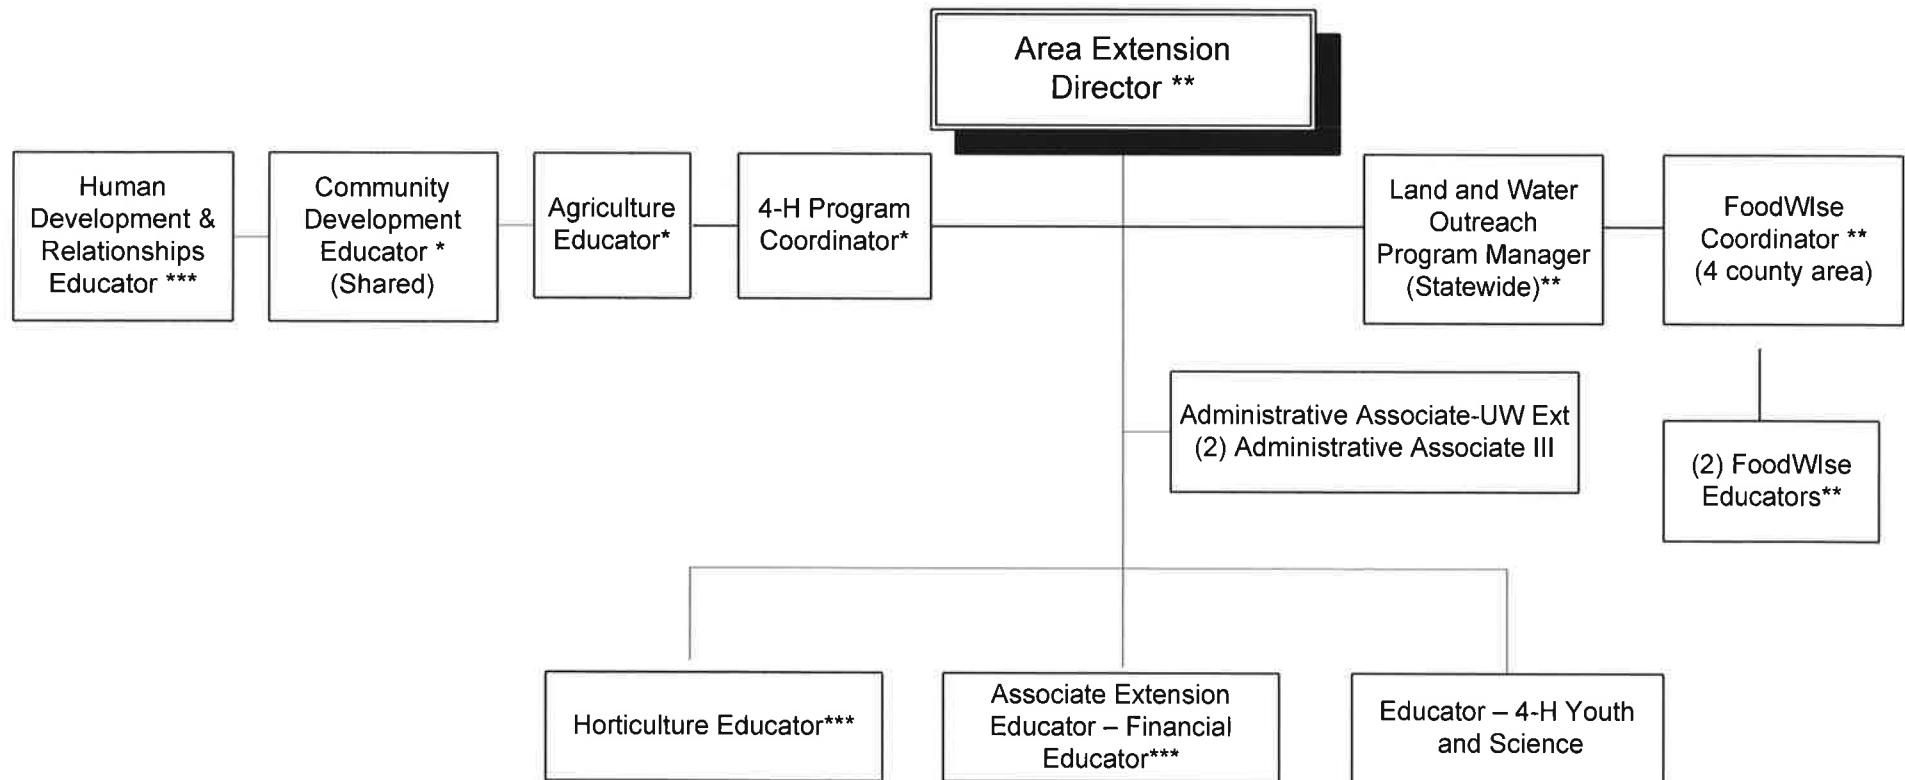 Area Extension
Director **
Human
Development &
Relationships
Educator ***
Community
Development
Educator *
(Shared)
Agriculture
Educator*
4-H Program
Coordinator*
Land and Water
Outreach
Program Manager
(Statewide)**
FoodWIse
Coordinator **
(4 county area)
Administrative Associate-UW Ext
(2) Administrative Associate III
(2) FoodWIse
Educators**
Horticulture Educator***
Associate Extension
Educator – Financial
Educator***
Educator – 4-H Youth
and Science